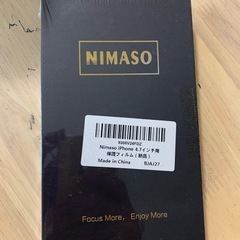 NIMASO
Nimaso iPhone 4.7インチ用
保護フィルム（新品）
Made in China BJAJ27
Focus More, Enjoy More